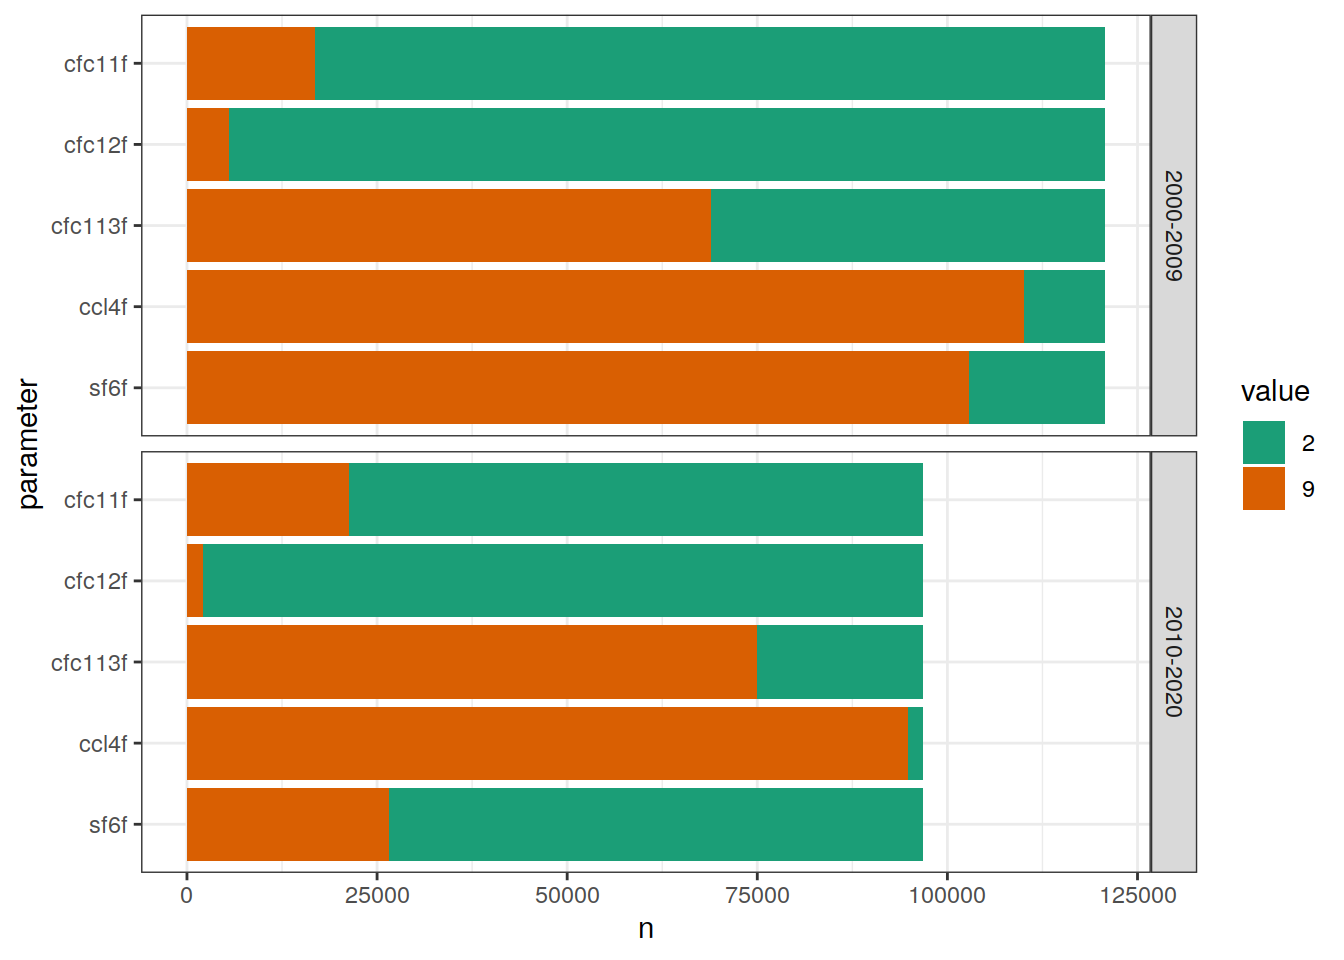 cfc11f
cfc12f
cfc113f
ccl4f
sf6f
2000-2009
cfc11f
cfc12f
cfc113f
ccl4f
sf6f
2010-2020
parameter
0
25000
50000
75000
100000
125000
n
value
2
9